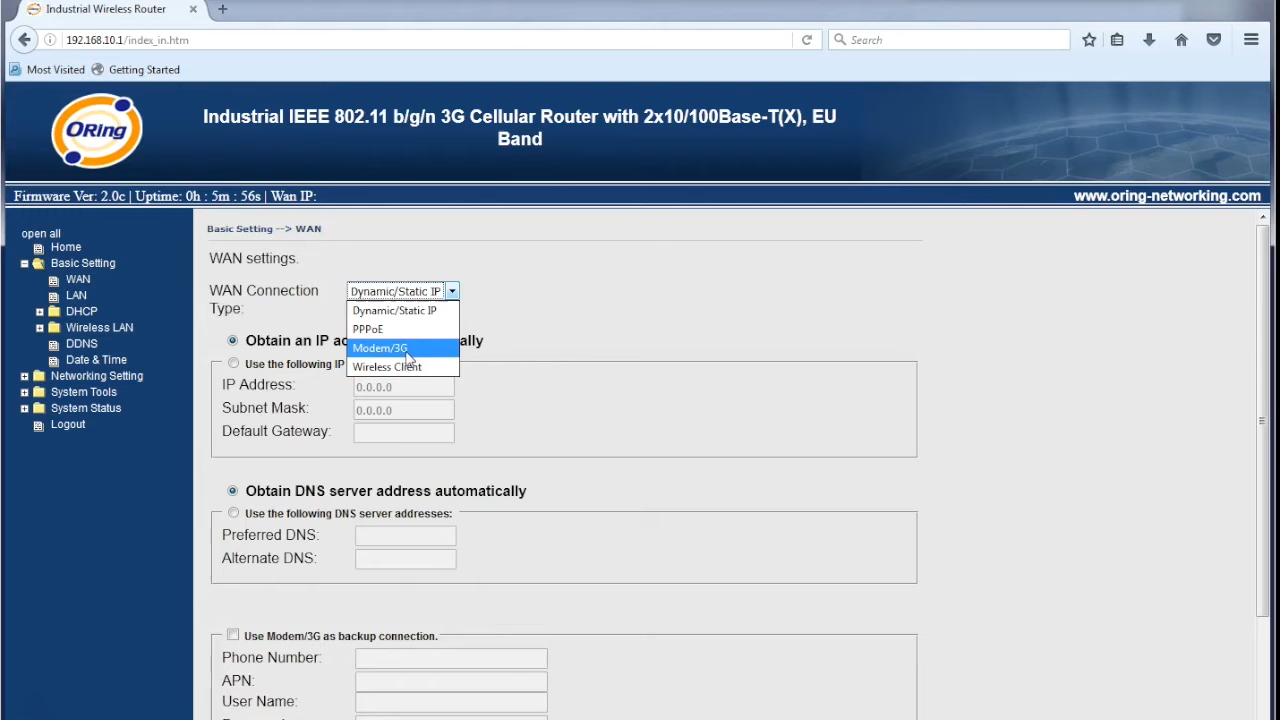 Industrial Wireless Router
192.168.10.1/index_in.htm
Search
Most Visited
Getting Started
ORing
Industrial IEEE 802.11 b/g/n 3G Cellular Router with 2x10/100Base-T(X), EU
Band
Firmware Ver: 2.0c | Uptime: 0h : 5m : 56s | Wan IP:
www.oring-networking.com
open all
Home
Basic Setting
WAN
LAN
DHCP
Wireless LAN
DDNS
Date & Time
Networking Setting
System Tools
System Status
Logout
Basic Setting --> WAN
WAN settings.
WAN Connection
Type:
Dynamic/Static IP
Dynamic/Static IP
PPPoE
Modem/3G
Wireless Client
Obtain an IP
Use the following IP
IP Address: 0.0.0.0
Subnet Mask: 0.0.0.0
Default Gateway:
Obtain DNS server address automatically
Use the following DNS server addresses:
Preferred DNS:
Alternate DNS:
Use Modem/3G as backup connection.
Phone Number:
APN:
User Name: